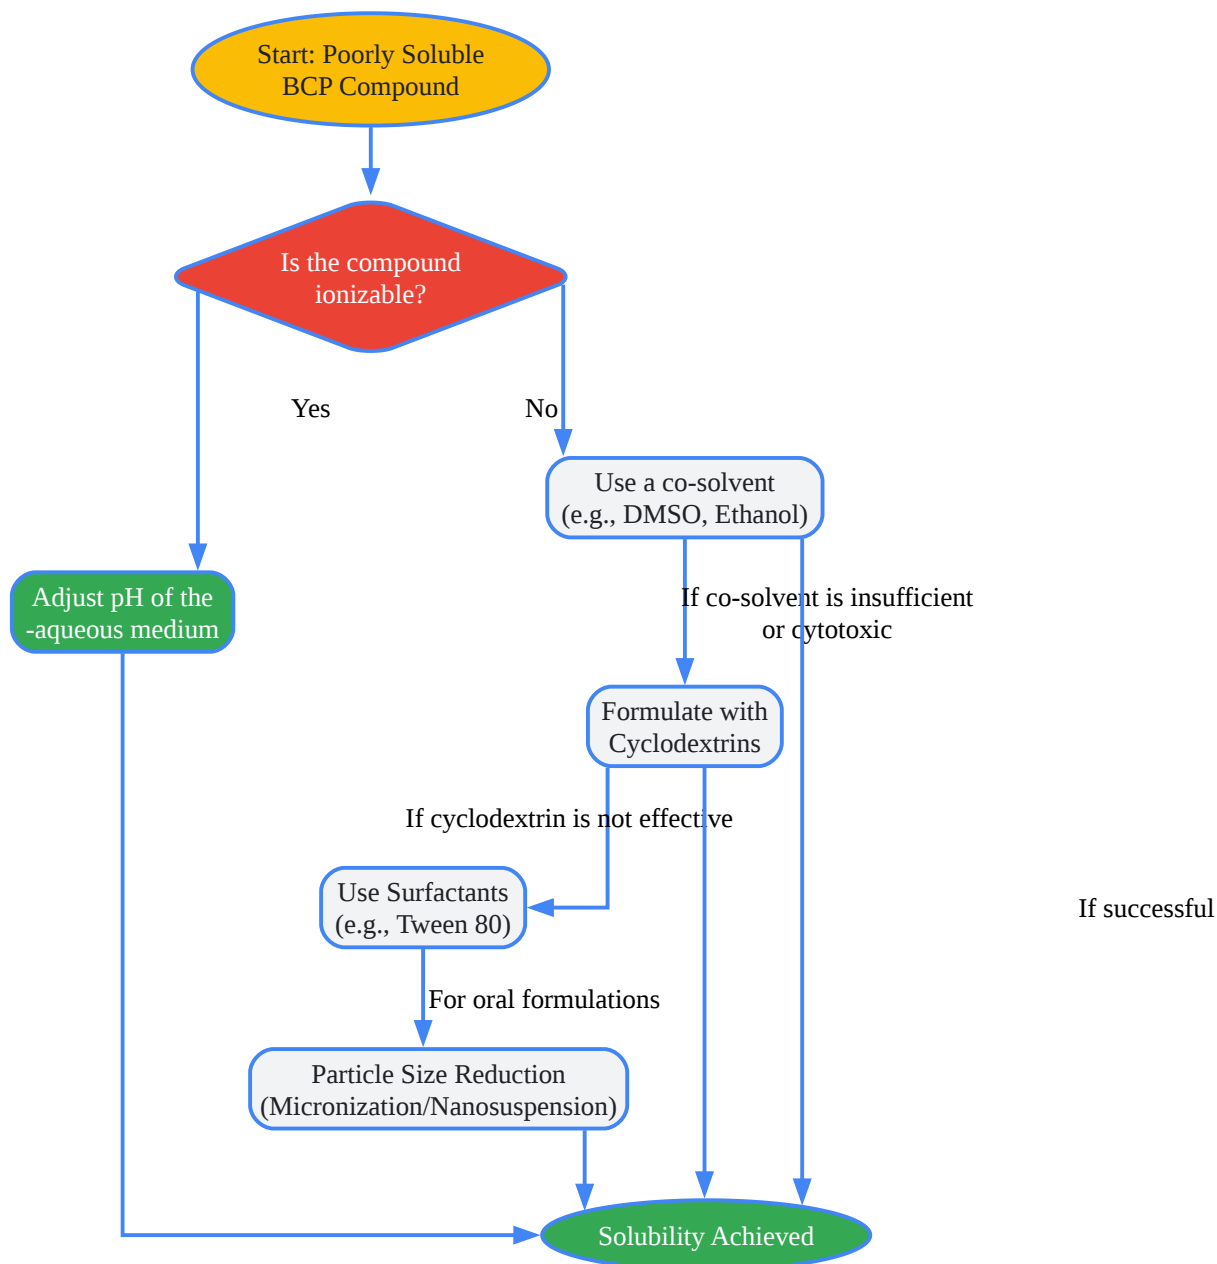 Start: Poorly Soluble
BCP Compound
Is the compound
ionizable?
Yes
No
Use a co-solvent
(e.g., DMSO, Ethanol)
Adjust pH of the
-aqueous medium
If co-solvent is insufficient
or cytotoxic
Formulate with
Cyclodextrins
If cyclodextrin is not effective
Use Surfactants
(e.g., Tween 80)
If successful
For oral formulations
Particle Size Reduction
(Micronization/Nanosuspension)
Solubility Achieved